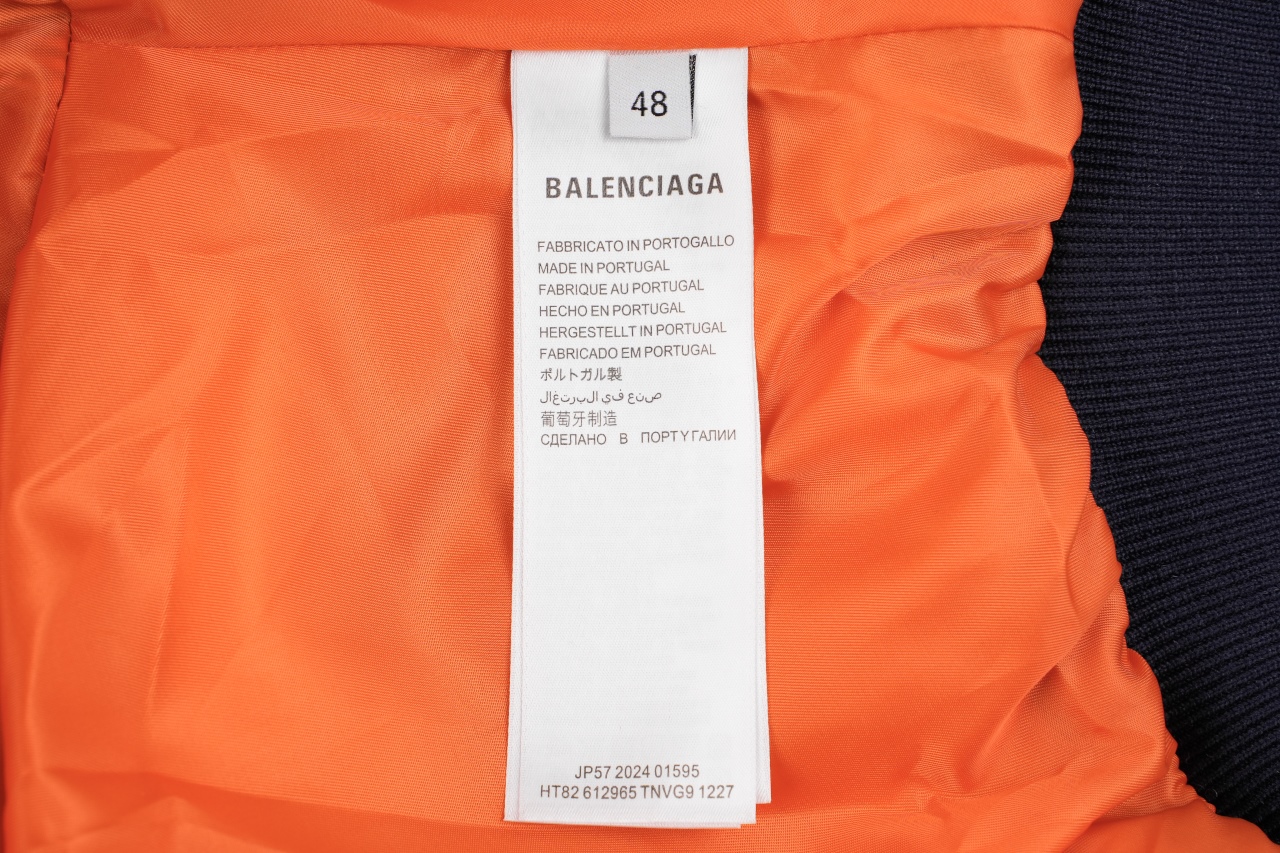 48
BALENCIAGA
FABBRICATO IN PORTOGALLO
MADE IN PORTUGAL
FABRIQUE AU PORTUGAL
HECHO EN PORTUGAL
HERGESTELLT IN PORTUGAL
FABRICADO EM PORTUGAL
ポルトガル製
صنع في البرتغال
葡萄牙制造
СДЕЛАНО В ПОРТУГАЛИИ
JP57 2024 01595
HT82 612965 TNVG9 1227